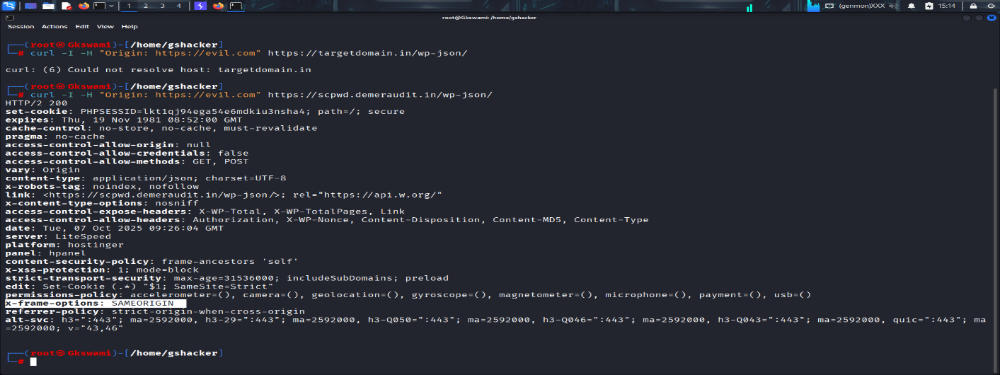 1 2 3 4 (genmon)XXX 15:14
root@Gkswami: /home/gshacker
Session Actions Edit View Help
┌──(root㉿Gkswami)-[/home/gshacker]
└─# curl -I -H "Origin: https://evil.com" https://targetdomain.in/wp-json/
curl: (6) Could not resolve host: targetdomain.in
┌──(root㉿Gkswami)-[/home/gshacker]
└─# curl -I -H "Origin: https://evil.com" https://scpwd.demeraudit.in/wp-json/
HTTP/2 200
set-cookie: PHPSESSID=lkt1qj94ega54e6mdkiu3nsha4; path=/; secure
expires: Thu, 19 Nov 1981 08:52:00 GMT
cache-control: no-store, no-cache, must-revalidate
pragma: no-cache
access-control-allow-origin: null
access-control-allow-credentials: false
access-control-allow-methods: GET, POST
vary: Origin
content-type: application/json; charset=UTF-8
x-robots-tag: noindex, nofollow
link: <https://scpwd.demeraudit.in/wp-json/>; rel="https://api.w.org/"
x-content-type-options: nosniff
access-control-expose-headers: X-WP-Total, X-WP-TotalPages, Link
access-control-allow-headers: Authorization, X-WP-Nonce, Content-Disposition, Content-MD5, Content-Type
date: Tue, 07 Oct 2025 09:26:04 GMT
server: LiteSpeed
platform: hostinger
panel: hpanel
content-security-policy: frame-ancestors 'self'
x-xss-protection: 1; mode=block
strict-transport-security: max-age=31536000; includeSubDomains; preload
edit: Set-Cookie (.*) "$1; SameSite=Strict"
permissions-policy: accelerometer=(), camera=(), geolocation=(), gyroscope=(), magnetometer=(), microphone=(), payment=(), usb=()
x-frame-options: SAMEORIGIN
referrer-policy: strict-origin-when-cross-origin
alt-svc: h3=":443"; ma=2592000, h3-29=":443"; ma=2592000, h3-Q050=":443"; ma=2592000, h3-Q046=":443"; ma=2592000, h3-Q043=":443"; ma=2592000, quic=":443"; ma
=2592000; v="43,46"
┌──(root㉿Gkswami)-[/home/gshacker]
└─#